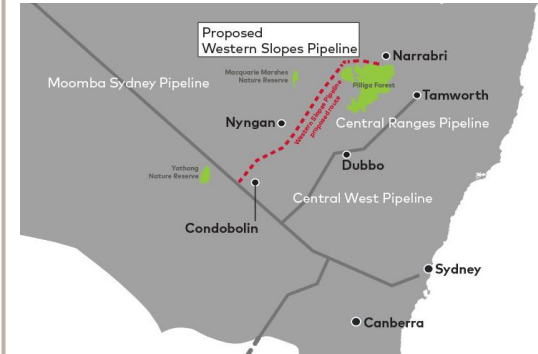 Proposed
Western Slopes Pipeline
Narrabri
Macquarie Marshes
Nature Reserve
Pilliga Forest
Moomba Sydney Pipeline
Tamworth
Western Slopes Pipeline
proposed route
Nyngan
Central Ranges Pipeline
Dubbo
Yathong
Nature Reserve
Central West Pipeline
Condobolin
Sydney
Canberra